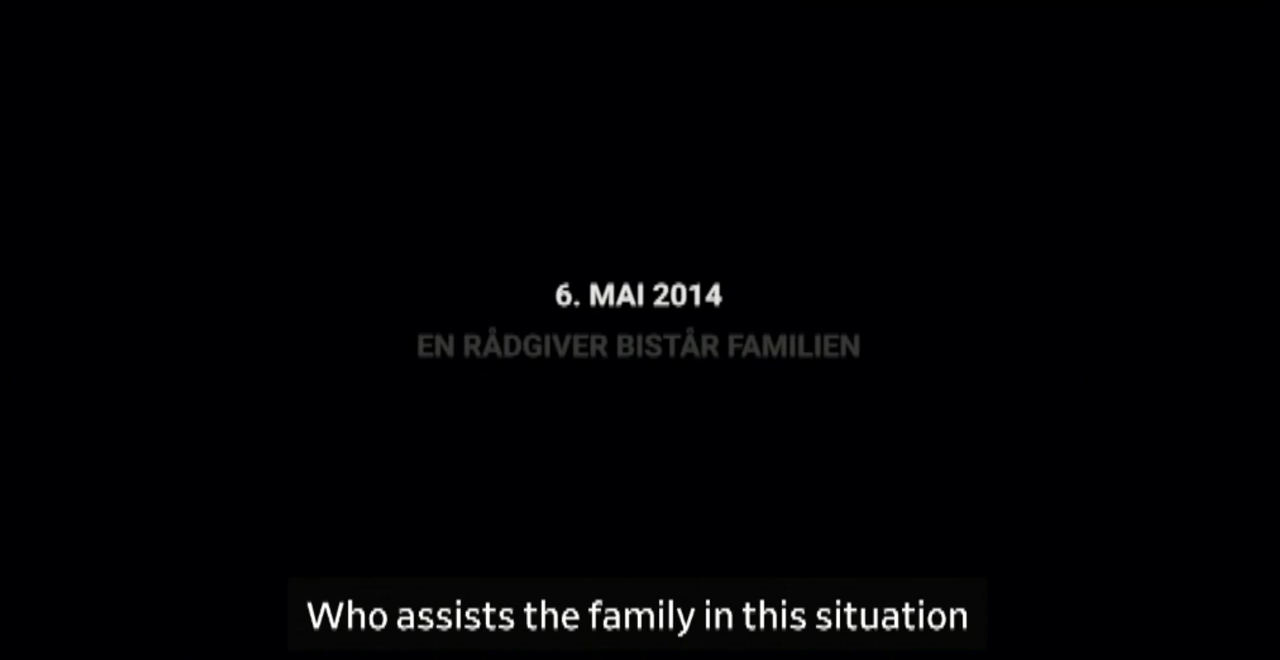 6. MAI 2014
EN RÅDGIVER BISTÅR FAMILIEN
Who assists the family in this situation